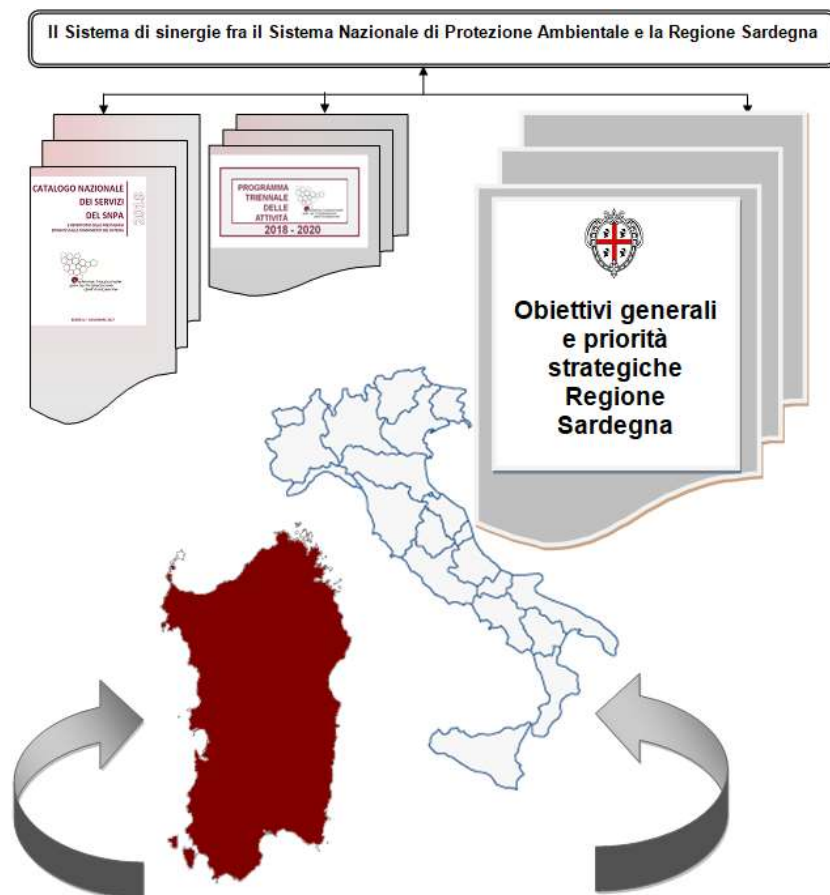 Il Sistema di sinergie fra il Sistema Nazionale di Protezione Ambientale e la Regione Sardegna
CATALOGO NAZIONALE
DEI SERVIZI
DEL SNPA
PROGRAMMA
TRIENNALE
DELLE
ATTIVITÀ
2018 - 2020
Obiettivi generali
e priorità
strategiche
Regione
Sardegna